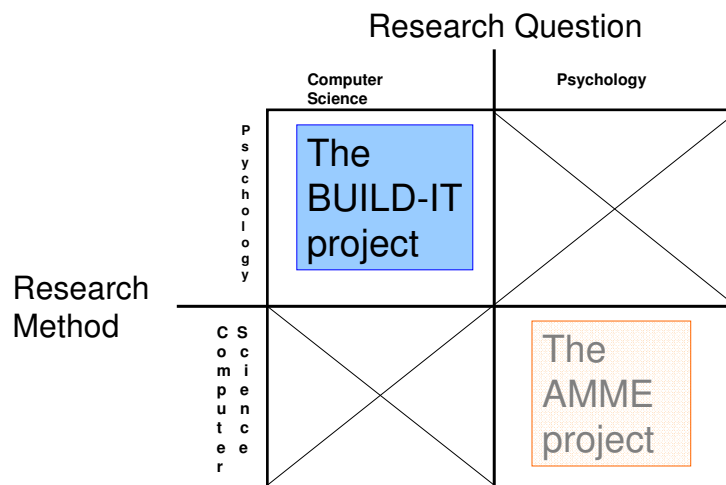 Research Question
Computer
Science
Psychology
Psychology
The
BUILD-IT
project
Research
Method
Computer
Science
The
AMME
project